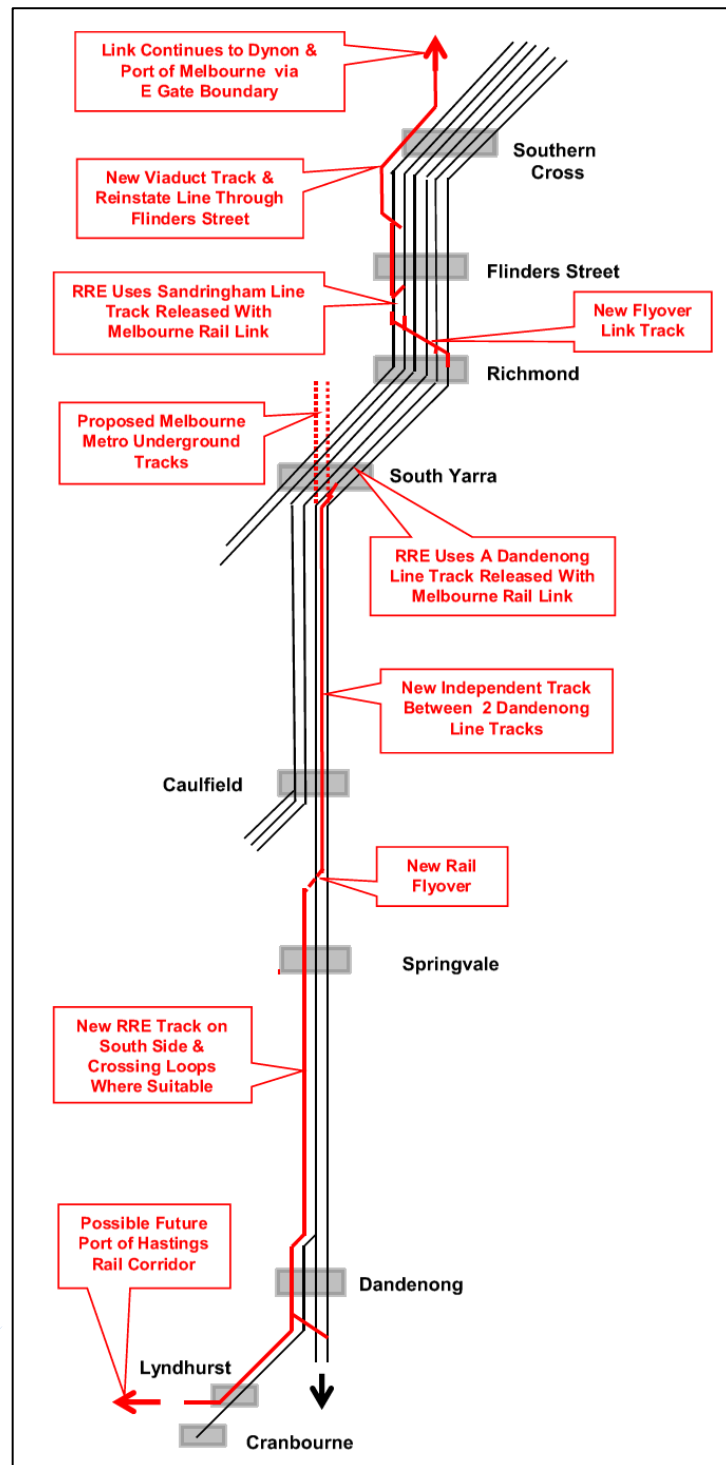 Link Continues to Dynon &
Port of Melbourne via
E Gate Boundary
Southern
Cross
New Viaduct Track &
Reinstate Line Through
Flinders Street
Flinders Street
RRE Uses Sandringham Line
Track Released With
Melbourne Rail Link
New Flyover
Link Track
Richmond
Proposed Melbourne
Metro Underground
Tracks
South Yarra
RRE Uses A Dandenong
Line Track Released With
Melbourne Rail Link
New Independent Track
Between 2 Dandenong
Line Tracks
Caulfield
New Rail
Flyover
Springvale
New RRE Track on
South Side &
Crossing Loops
Where Suitable
Possible Future
Port of Hastings
Rail Corridor
Dandenong
Lyndhurst
Cranbourne